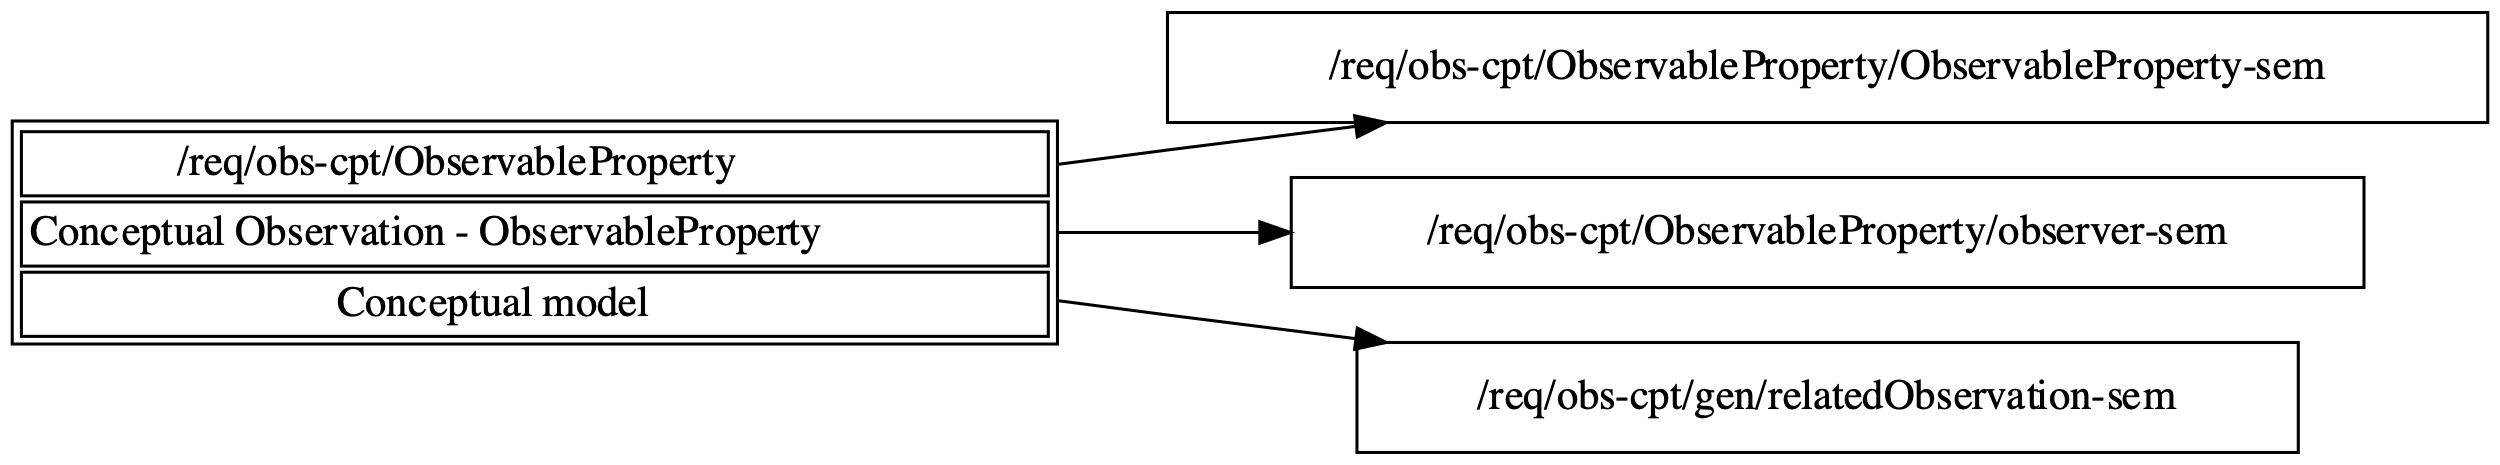 /req/obs-cpt/ObservableProperty
Conceptual Observation - ObservableProperty
Conceptual model
/req/obs-cpt/ObservableProperty/ObservableProperty-sem
/req/obs-cpt/ObservableProperty/observer-sem
/req/obs-cpt/gen/relatedObservation-sem